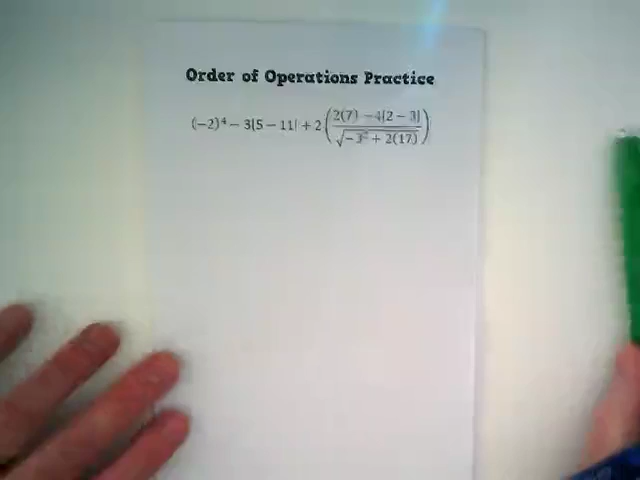 Order of Operations Practice
(−2)⁴ − 3|5 − 11| + 2 ( (2(7) − 4|2 − 3|) / √(−3² + 2(17)) )